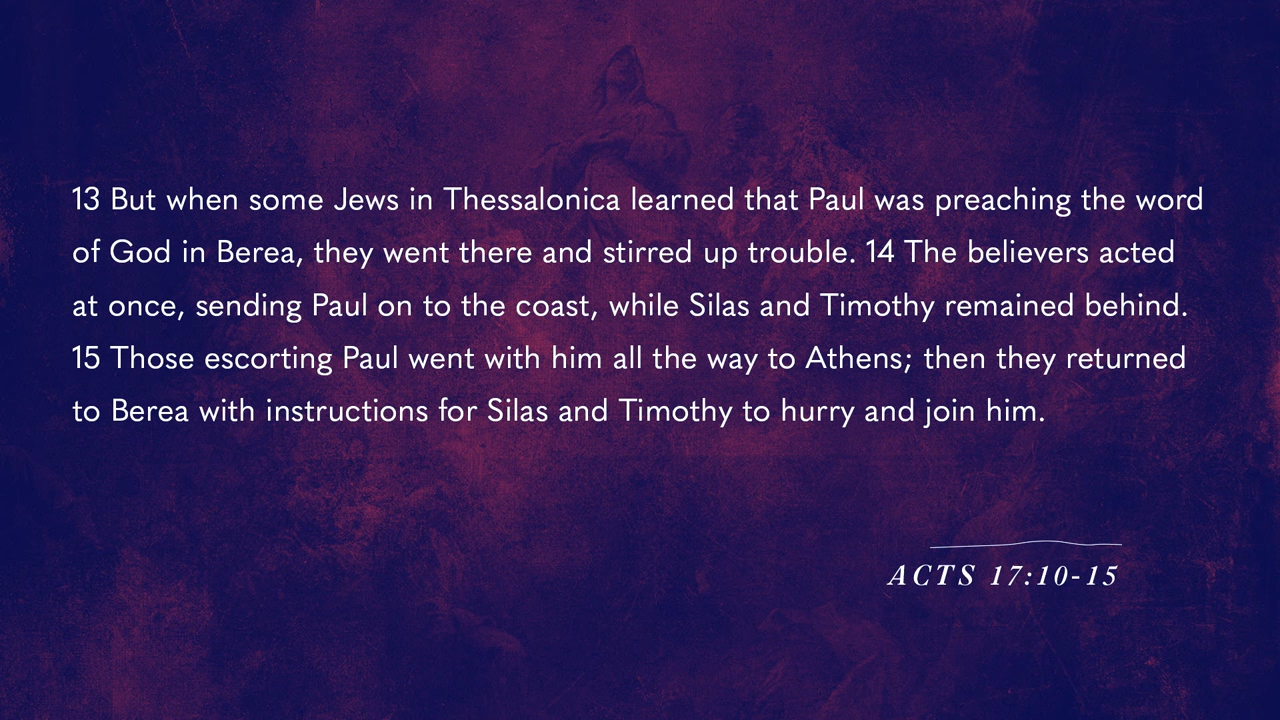 13 But when some Jews in Thessalonica learned that Paul was preaching the word
of God in Berea, they went there and stirred up trouble. 14 The believers acted
at once, sending Paul on to the coast, while Silas and Timothy remained behind.
15 Those escorting Paul went with him all the way to Athens; then they returned
to Berea with instructions for Silas and Timothy to hurry and join him.
ACTS 17:10-15